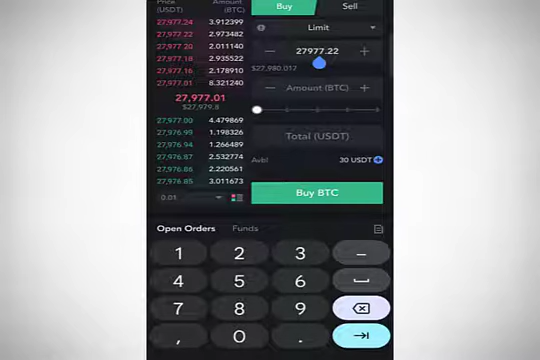 Price Amount
(USDT) (BTC)
Buy Sell
27,977.24 3.912399
27,977.22 2.973482
27,977.20 2.011140
27,977.18 2.935522
27,977.16 2.178910
27,977.01 8.321240
27,977.01
$27,979.8
27,977.00 4.479869
27,976.99 1.198326
27,976.94 1.266489
27,976.87 2.532774
27,976.86 2.220561
27,976.85 3.011673
0.01
Limit
27977.22
$27,980.017
Amount (BTC)
Total (USDT)
Avbl 30 USDT
Buy BTC
Open Orders Funds
1 2 3 –
4 5 6
7 8 9
, 0 .